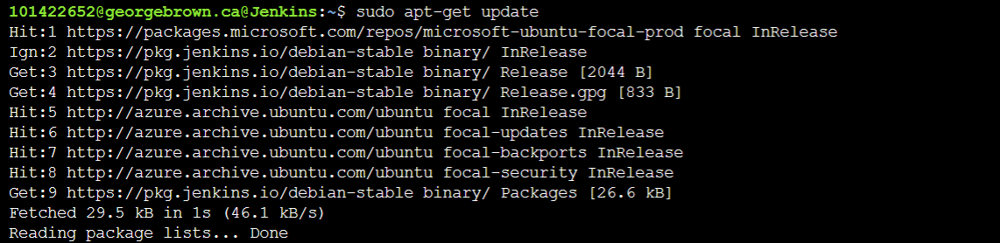 101422652@georgebrown.ca@Jenkins:~$ sudo apt-get update
Hit:1 https://packages.microsoft.com/repos/microsoft-ubuntu-focal-prod focal InRelease
Ign:2 https://pkg.jenkins.io/debian-stable binary/ InRelease
Get:3 https://pkg.jenkins.io/debian-stable binary/ Release [2044 B]
Get:4 https://pkg.jenkins.io/debian-stable binary/ Release.gpg [833 B]
Hit:5 http://azure.archive.ubuntu.com/ubuntu focal InRelease
Hit:6 http://azure.archive.ubuntu.com/ubuntu focal-updates InRelease
Hit:7 http://azure.archive.ubuntu.com/ubuntu focal-backports InRelease
Hit:8 http://azure.archive.ubuntu.com/ubuntu focal-security InRelease
Get:9 https://pkg.jenkins.io/debian-stable binary/ Packages [26.6 kB]
Fetched 29.5 kB in 1s (46.1 kB/s)
Reading package lists... Done